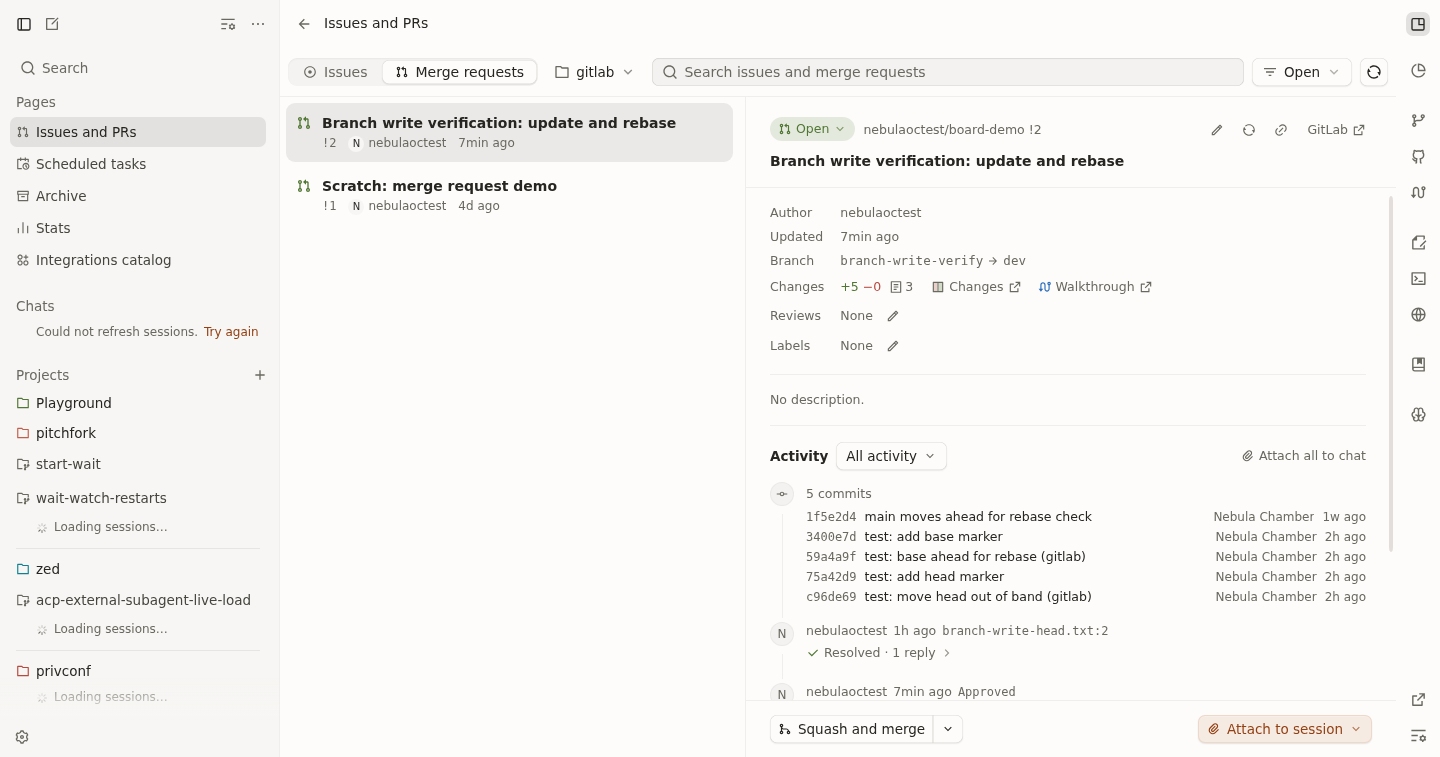 Issues and PRs
Search
Pages
Issues and PRs
Scheduled tasks
Archive
Stats
Integrations catalog
Chats
Could not refresh sessions. Try again
Projects
Playground
pitchfork
start-wait
wait-watch-restarts
Loading sessions...
zed
acp-external-subagent-live-load
Loading sessions...
privconf
Loading sessions...
Issues
Merge requests
gitlab
Search issues and merge requests
Open
Branch write verification: update and rebase
!2 N nebulaoctest 7min ago
Scratch: merge request demo
!1 N nebulaoctest 4d ago
Open nebulaoctest/board-demo !2 GitLab
Branch write verification: update and rebase
Author nebulaoctest
Updated 7min ago
Branch branch-write-verify → dev
Changes +5 −0 3 Changes Walkthrough
Reviews None
Labels None
No description.
Activity All activity Attach all to chat
5 commits
1f5e2d4 main moves ahead for rebase check Nebula Chamber 1w ago
3400e7d test: add base marker Nebula Chamber 2h ago
59a4a9f test: base ahead for rebase (gitlab) Nebula Chamber 2h ago
75a42d9 test: add head marker Nebula Chamber 2h ago
c96de69 test: move head out of band (gitlab) Nebula Chamber 2h ago
N nebulaoctest 1h ago branch-write-head.txt:2
Resolved · 1 reply
N nebulaoctest 7min ago Approved
Squash and merge
Attach to session